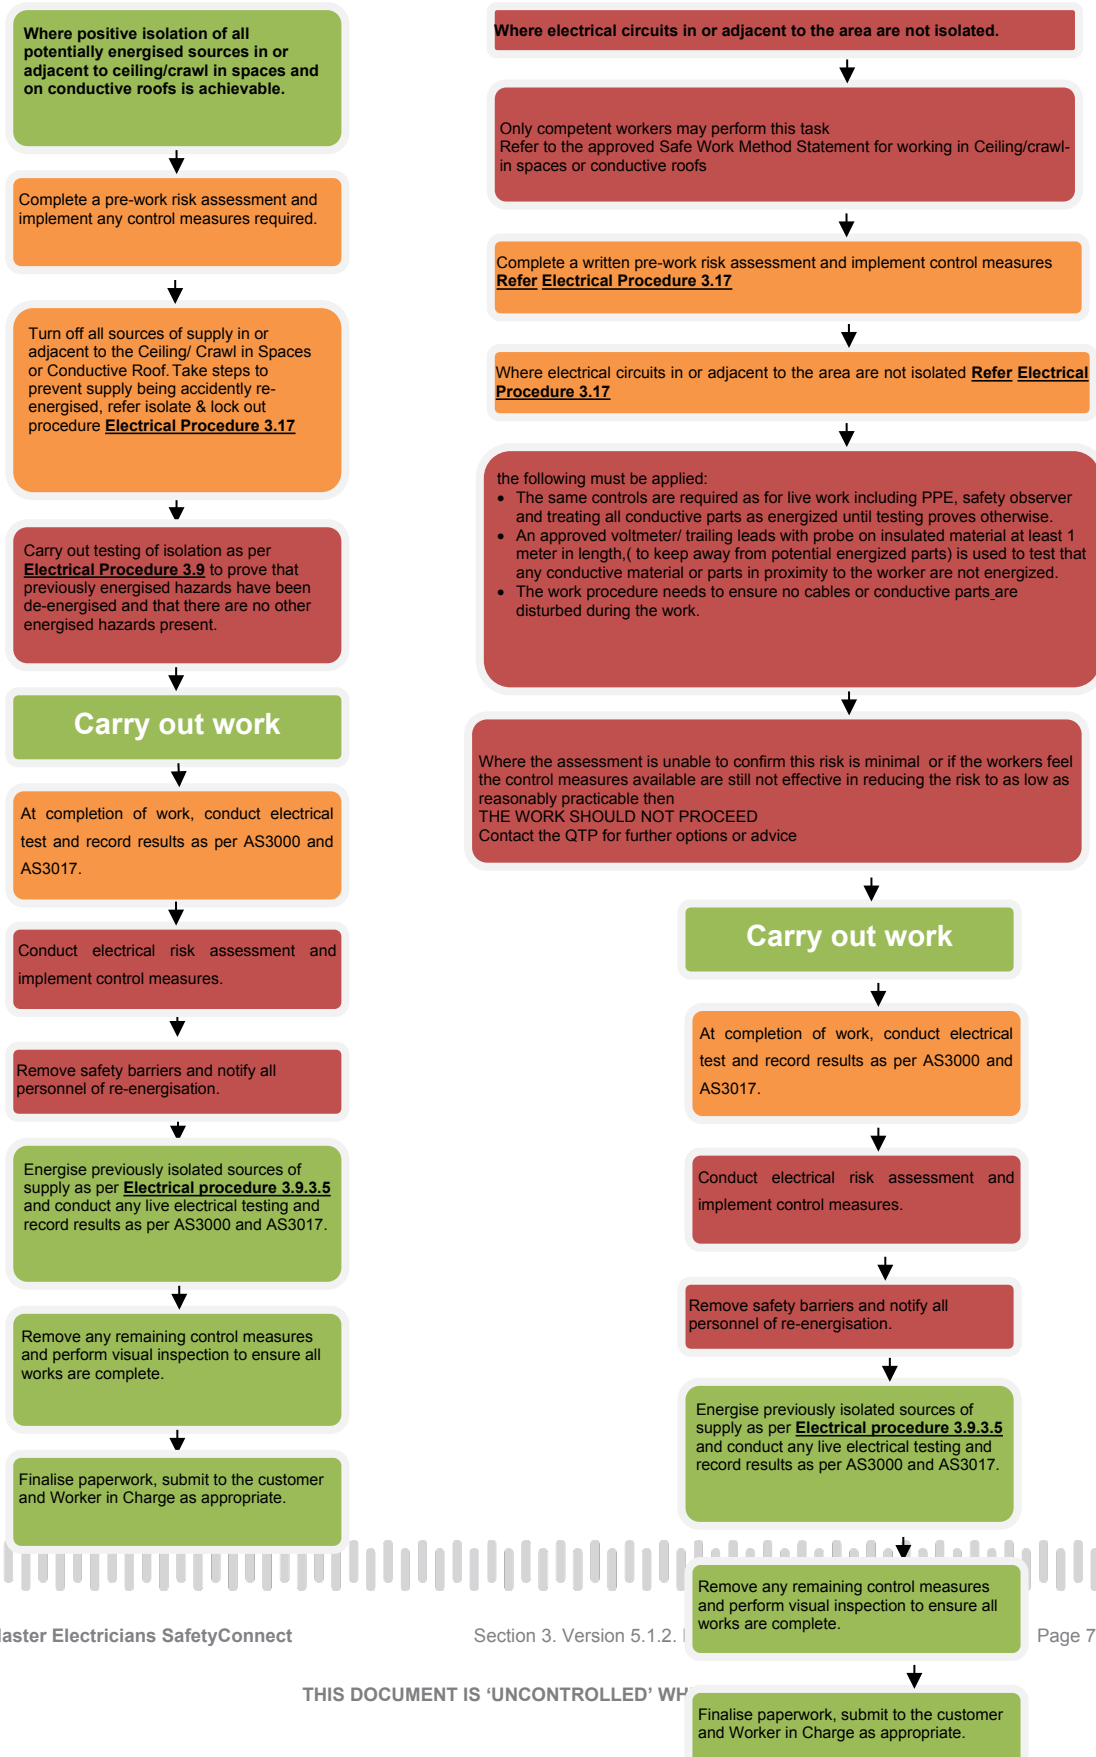 Where positive isolation of all
potentially energised sources in or
adjacent to ceiling/crawl in spaces and
on conductive roofs is achievable.
Complete a pre-work risk assessment and
implement any control measures required.
Turn off all sources of supply in or
adjacent to the Ceiling/ Crawl in Spaces
or Conductive Roof. Take steps to
prevent supply being accidently re-
energised, refer isolate & lock out
procedure Electrical Procedure 3.17
Carry out testing of isolation as per
Electrical Procedure 3.9 to prove that
previously energised hazards have been
de-energised and that there are no other
energised hazards present.
Carry out work
At completion of work, conduct electrical
test and record results as per AS3000 and
AS3017.
Conduct electrical risk assessment and
implement control measures.
Remove safety barriers and notify all
personnel of re-energisation.
Energise previously isolated sources of
supply as per Electrical procedure 3.9.3.5
and conduct any live electrical testing and
record results as per AS3000 and AS3017.
Remove any remaining control measures
and perform visual inspection to ensure all
works are complete.
Finalise paperwork, submit to the customer
and Worker in Charge as appropriate.
Where electrical circuits in or adjacent to the area are not isolated.
Only competent workers may perform this task
Refer to the approved Safe Work Method Statement for working in Ceiling/crawl-
in spaces or conductive roofs
Complete a written pre-work risk assessment and implement control measures
Refer Electrical Procedure 3.17
Where electrical circuits in or adjacent to the area are not isolated Refer Electrical
Procedure 3.17
the following must be applied:
• The same controls are required as for live work including PPE, safety observer
and treating all conductive parts as energized until testing proves otherwise.
• An approved voltmeter/ trailing leads with probe on insulated material at least 1
meter in length,( to keep away from potential energized parts) is used to test that
any conductive material or parts in proximity to the worker are not energized.
• The work procedure needs to ensure no cables or conductive parts are
disturbed during the work.
Where the assessment is unable to confirm this risk is minimal or if the workers feel
the control measures available are still not effective in reducing the risk to as low as
reasonably practicable then
THE WORK SHOULD NOT PROCEED
Contact the QTP for further options or advice
Carry out work
At completion of work, conduct electrical
test and record results as per AS3000 and
AS3017.
Conduct electrical risk assessment and
implement control measures.
Remove safety barriers and notify all
personnel of re-energisation.
Energise previously isolated sources of
supply as per Electrical procedure 3.9.3.5
and conduct any live electrical testing and
record results as per AS3000 and AS3017.
Remove any remaining control measures
and perform visual inspection to ensure all
works are complete.
Finalise paperwork, submit to the customer
and Worker in Charge as appropriate.
laster Electricians SafetyConnect
Section 3. Version 5.1.2.
Page 7
THIS DOCUMENT IS ‘UNCONTROLLED’ WH